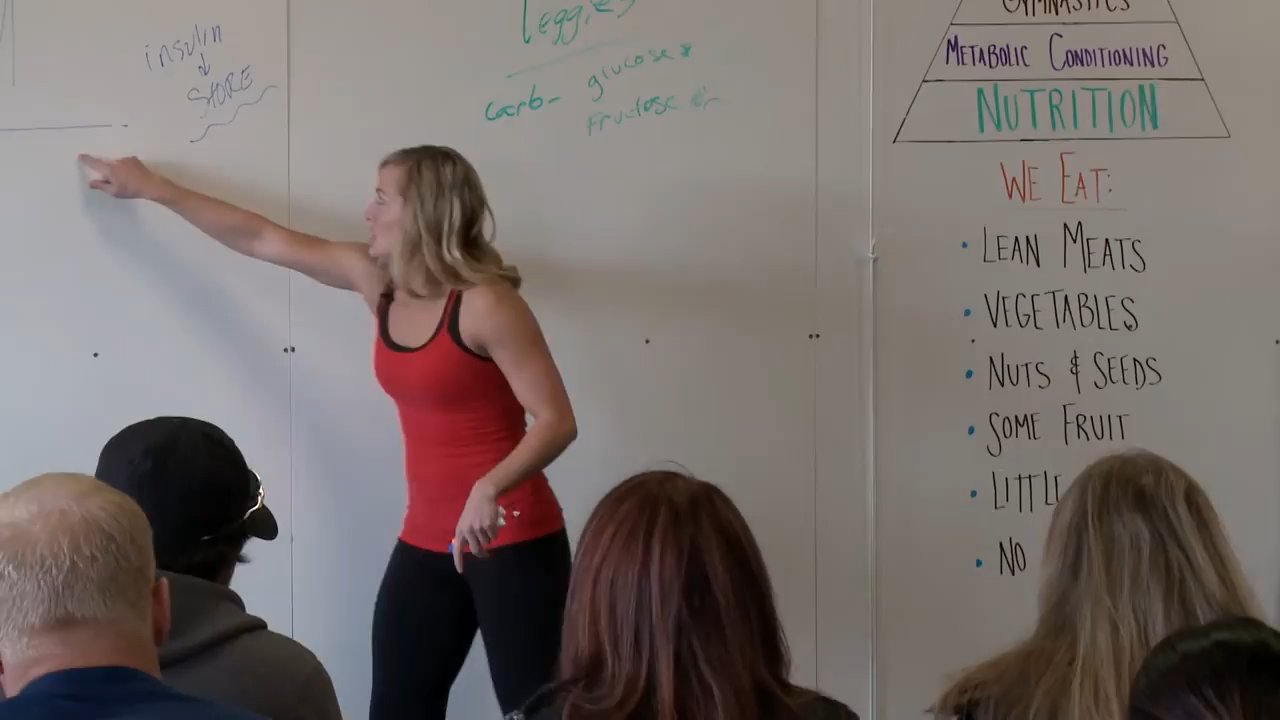 insulin
↓
STORE
veggies
carb- glucose *
Fructose
GYMNASTICS
METABOLIC CONDITIONING
NUTRITION
WE EAT:
• LEAN MEATS
• VEGETABLES
• NUTS & SEEDS
• SOME FRUIT
• LITTLE
• NO